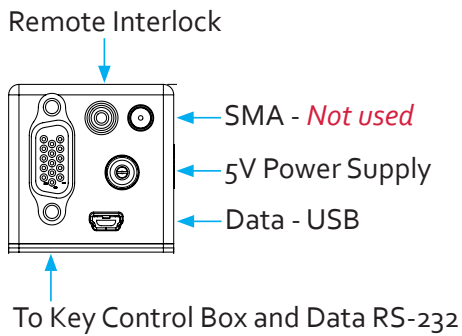 Remote Interlock
SMA - Not used
5V Power Supply
Data - USB
To Key Control Box and Data RS-232